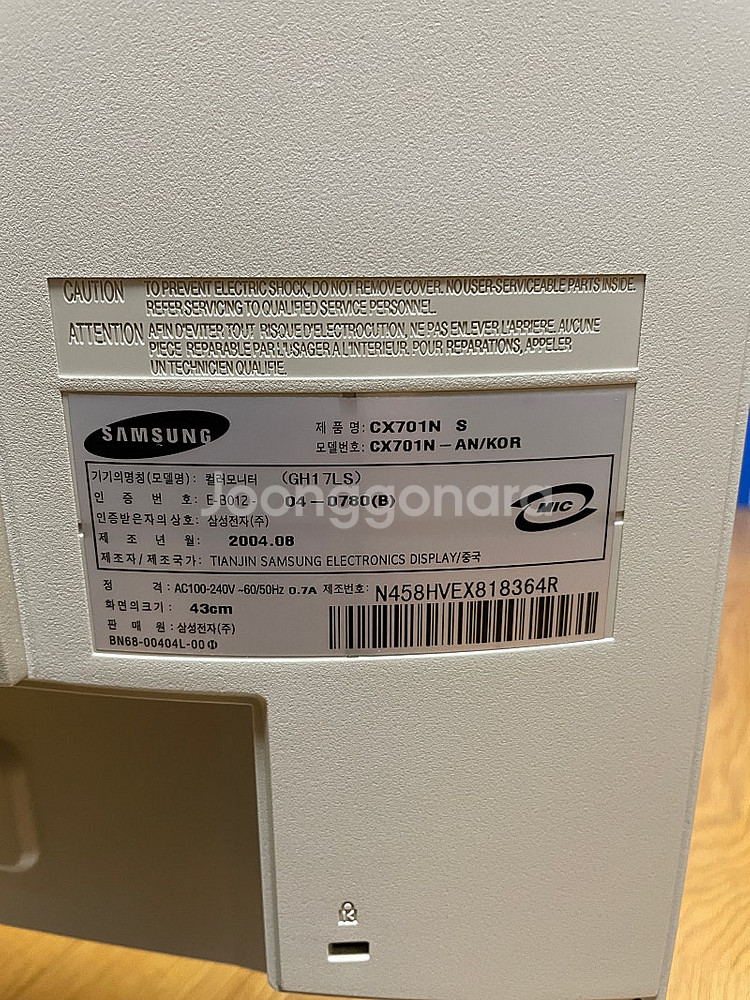 CAUTION TO PREVENT ELECTRIC SHOCK, DO NOT REMOVE COVER. NO USER-SERVICEABLE PARTS INSIDE.
REFER SERVICING TO QUALIFIED SERVICE PERSONNEL.
ATTENTION AFIN D'EVITER TOUT RISQUE D'ELECTROCUTION, NE PAS ENLEVER L'ARRIERE. AUCUNE
PIECE REPARABLE PAR L'USAGER A L'INTERIEUR. POUR REPARATIONS, APPELER
UN TECHNICIEN QUALIFIE.
SAMSUNG
제 품 명: CX701N S
모델번호: CX701N-AN/KOR
기기의명칭(모델명): 컬러모니터 (GH17LS)
인 증 번 호: E-B012- 04-0780(B)
MIC
인증받은자의상호: 삼성전자(주)
제 조 년 월: 2004.08
제조자/제조국가: TIANJIN SAMSUNG ELECTRONICS DISPLAY/중국
정 격: AC100-240V ~60/50Hz 0.7A 제조번호: N458HVEX818364R
화면의크기: 43cm
판 매 원: 삼성전자(주)
BN68-00404L-00
Joonggonara
K